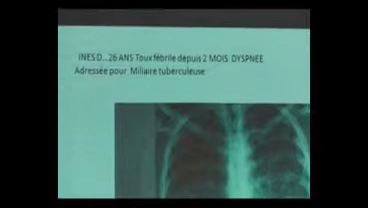 INES D...26 ANS Toux fébrile depuis 2 MOIS DYSPNEE
Adressée pour Miliaire tuberculeuse